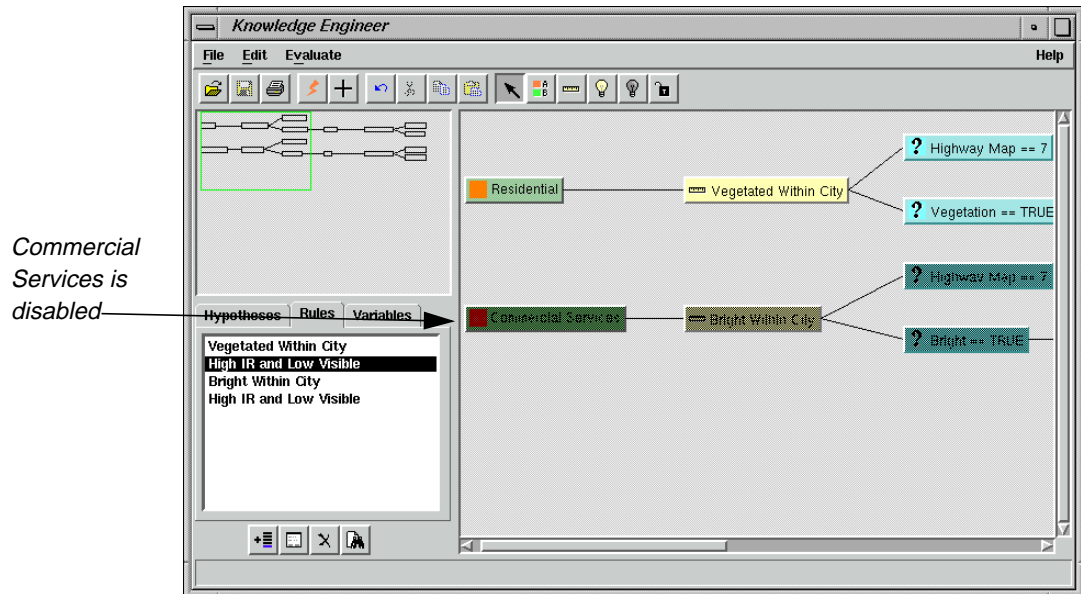 Knowledge Engineer
File Edit Evaluate Help
A
B
Residential
Vegetated Within City
? Highway Map == 7
? Vegetation == TRUE
Commercial
Services is
disabled
Commercial Services
Bright Within City
? Highway Map == 7
? Bright == TRUE
Hypotheses Rules Variables
Vegetated Within City
High IR and Low Visible
Bright Within City
High IR and Low Visible